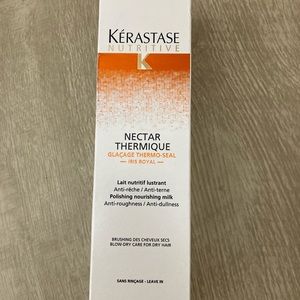 KÉRASTASE
NUTRITIVE
K
NECTAR
THERMIQUE
GLAÇAGE THERMO-SEAL
— IRIS ROYAL —
Lait nutritif lustrant
Anti-rêche / Anti-terne
Polishing nourishing milk
Anti-roughness / Anti-dullness
BRUSHING DES CHEVEUX SECS
BLOW-DRY CARE FOR DRY HAIR
SANS RINÇAGE - LEAVE IN